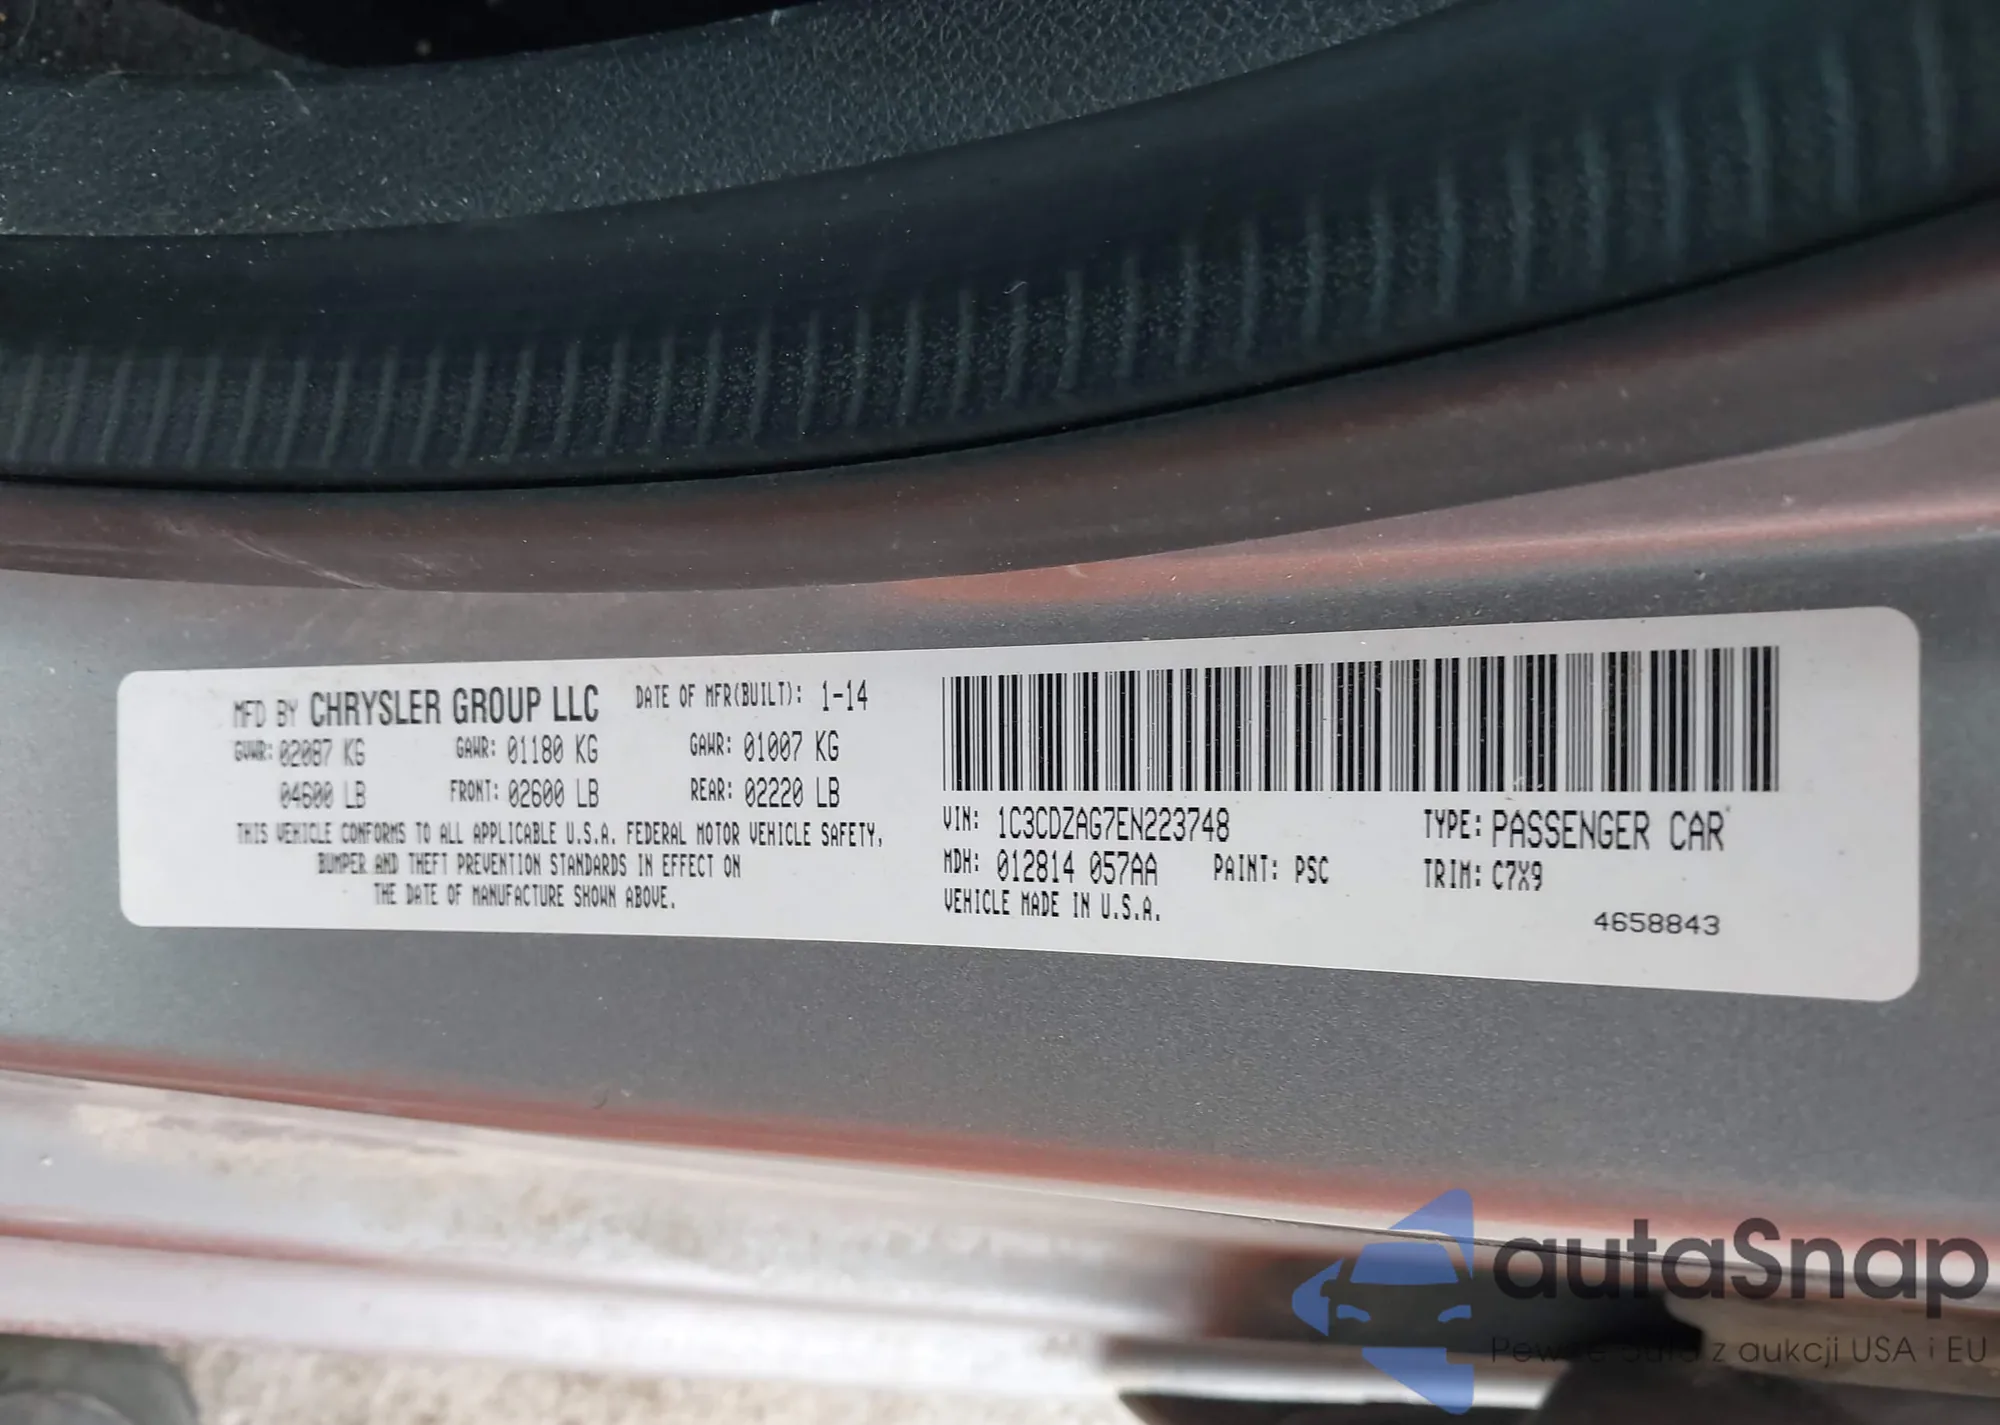 MFD BY CHRYSLER GROUP LLC DATE OF MFR(BUILT): 1-14
GVWR: 02087 KG GAWR: 01180 KG GAWR: 01007 KG
04600 LB FRONT: 02600 LB REAR: 02220 LB
THIS VEHICLE CONFORMS TO ALL APPLICABLE U.S.A. FEDERAL MOTOR VEHICLE SAFETY,
BUMPER AND THEFT PREVENTION STANDARDS IN EFFECT ON
THE DATE OF MANUFACTURE SHOWN ABOVE.
VIN: 1C3CDZAG7EN223748 TYPE: PASSENGER CAR
MDH: 012814 057AA PAINT: PSC TRIM: C7X9
VEHICLE MADE IN U.S.A.
4658843
autaSnap
Pewne auta z aukcji USA i EU